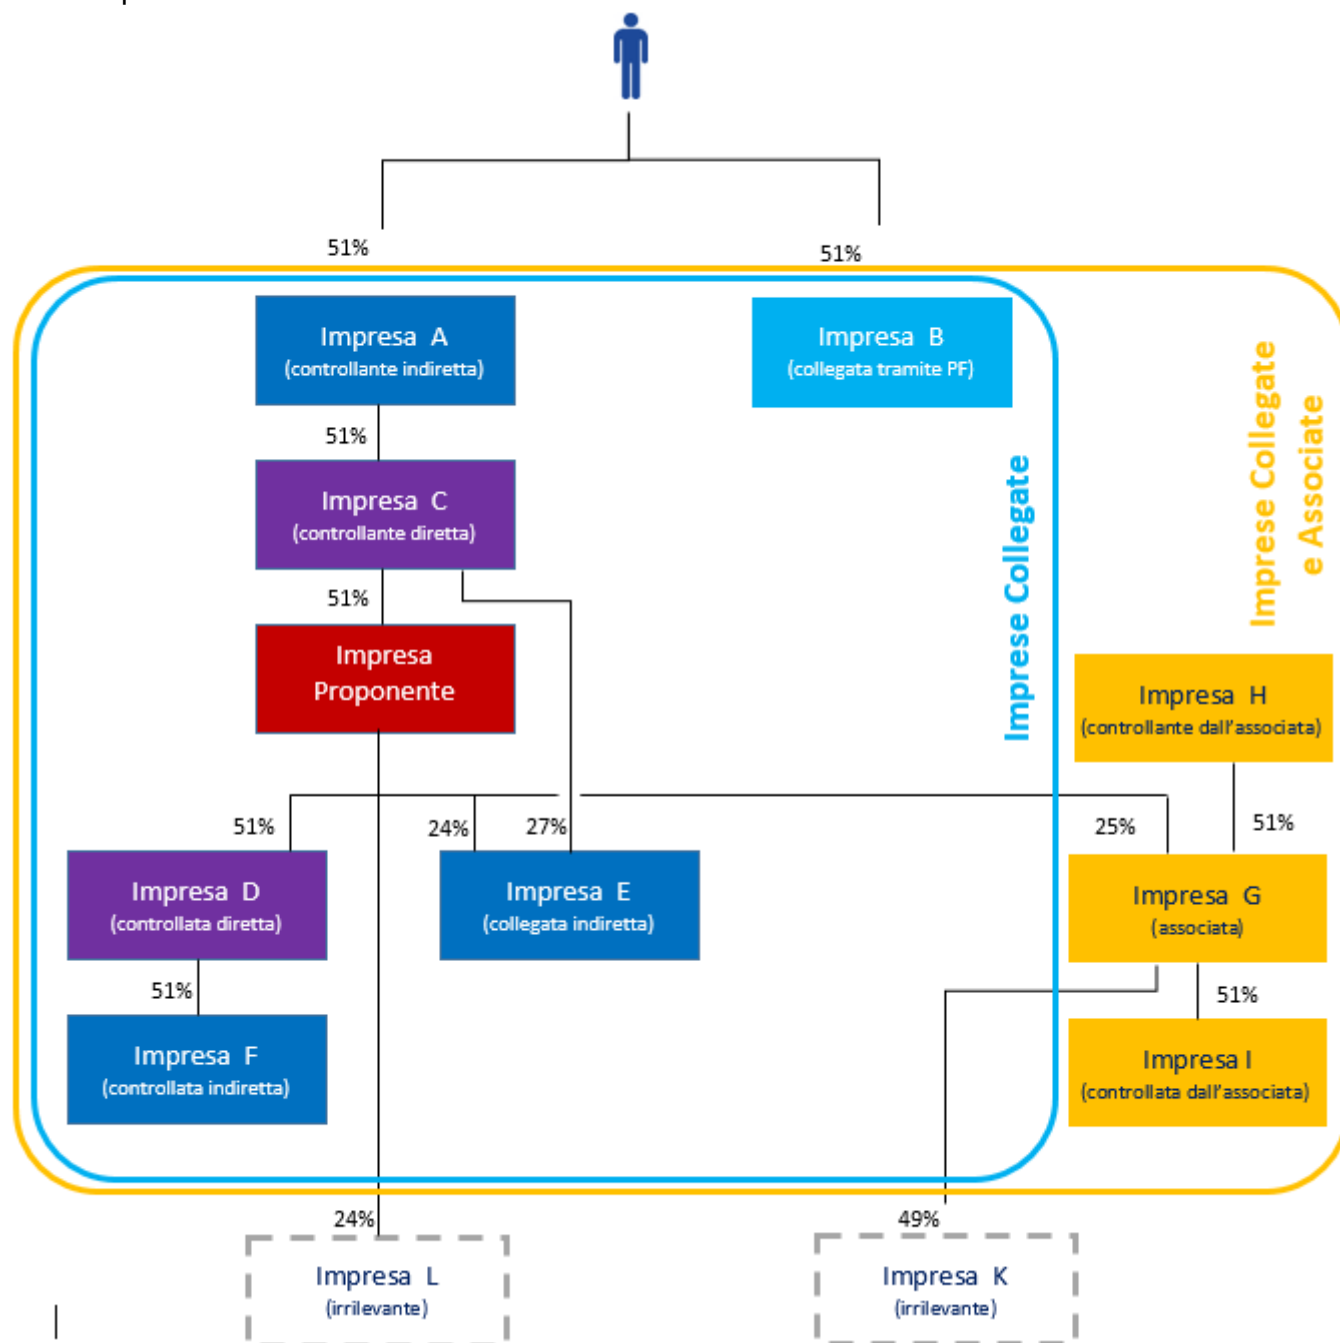 51%
51%
Impresa A
(controllante indiretta)
Impresa B
(collegata tramite PF)
Imprese Collegate
e Associate
51%
Impresa C
(controllante diretta)
Imprese Collegate
51%
Impresa
Proponente
Impresa H
(controllante dall'associata)
51%
24%
27%
25%
51%
Impresa D
(controllata diretta)
Impresa E
(collegata indiretta)
Impresa G
(associata)
51%
51%
Impresa F
(controllata indiretta)
Impresa I
(controllata dall'associata)
24%
49%
Impresa L
(irrilevante)
Impresa K
(irrilevante)